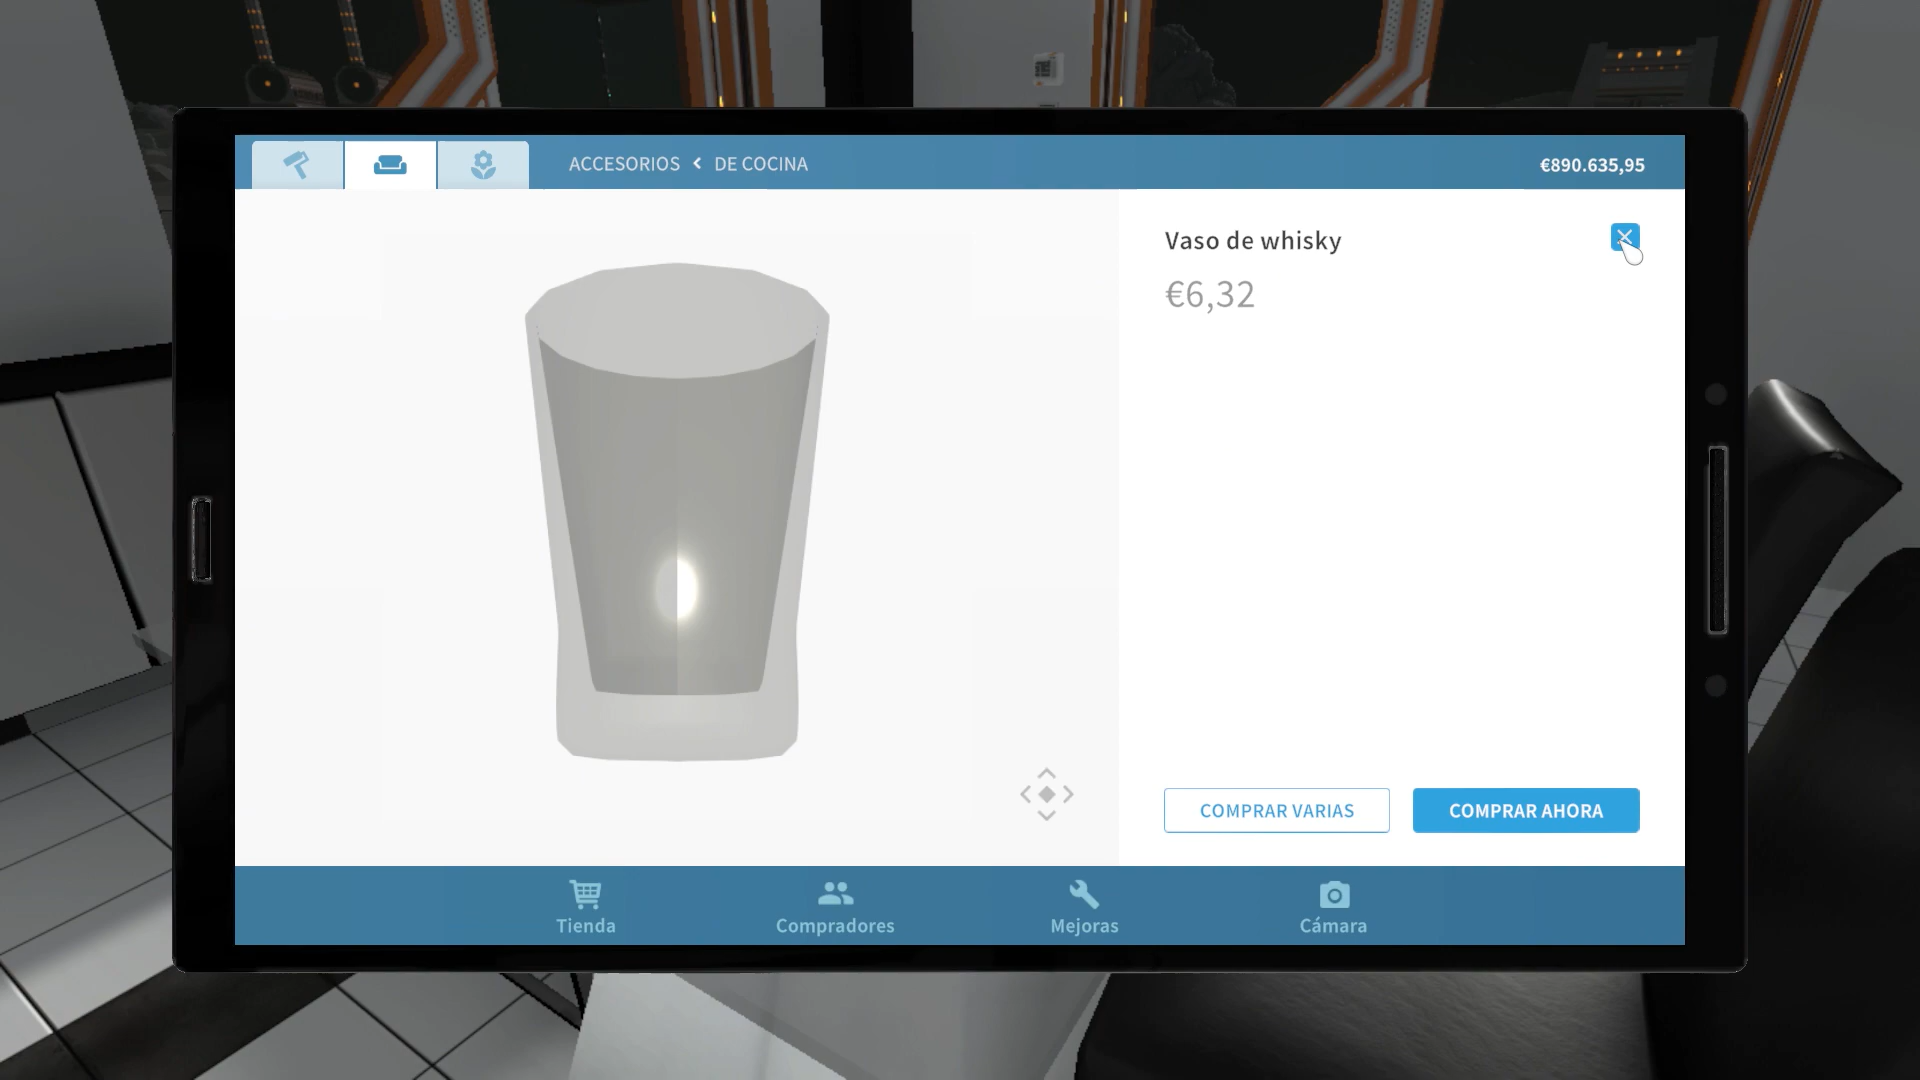 ACCESORIOS < DE COCINA
€890.635,95
Vaso de whisky
€6,32
COMPRAR VARIAS
COMPRAR AHORA
Tienda
Compradores
Mejoras
Cámara